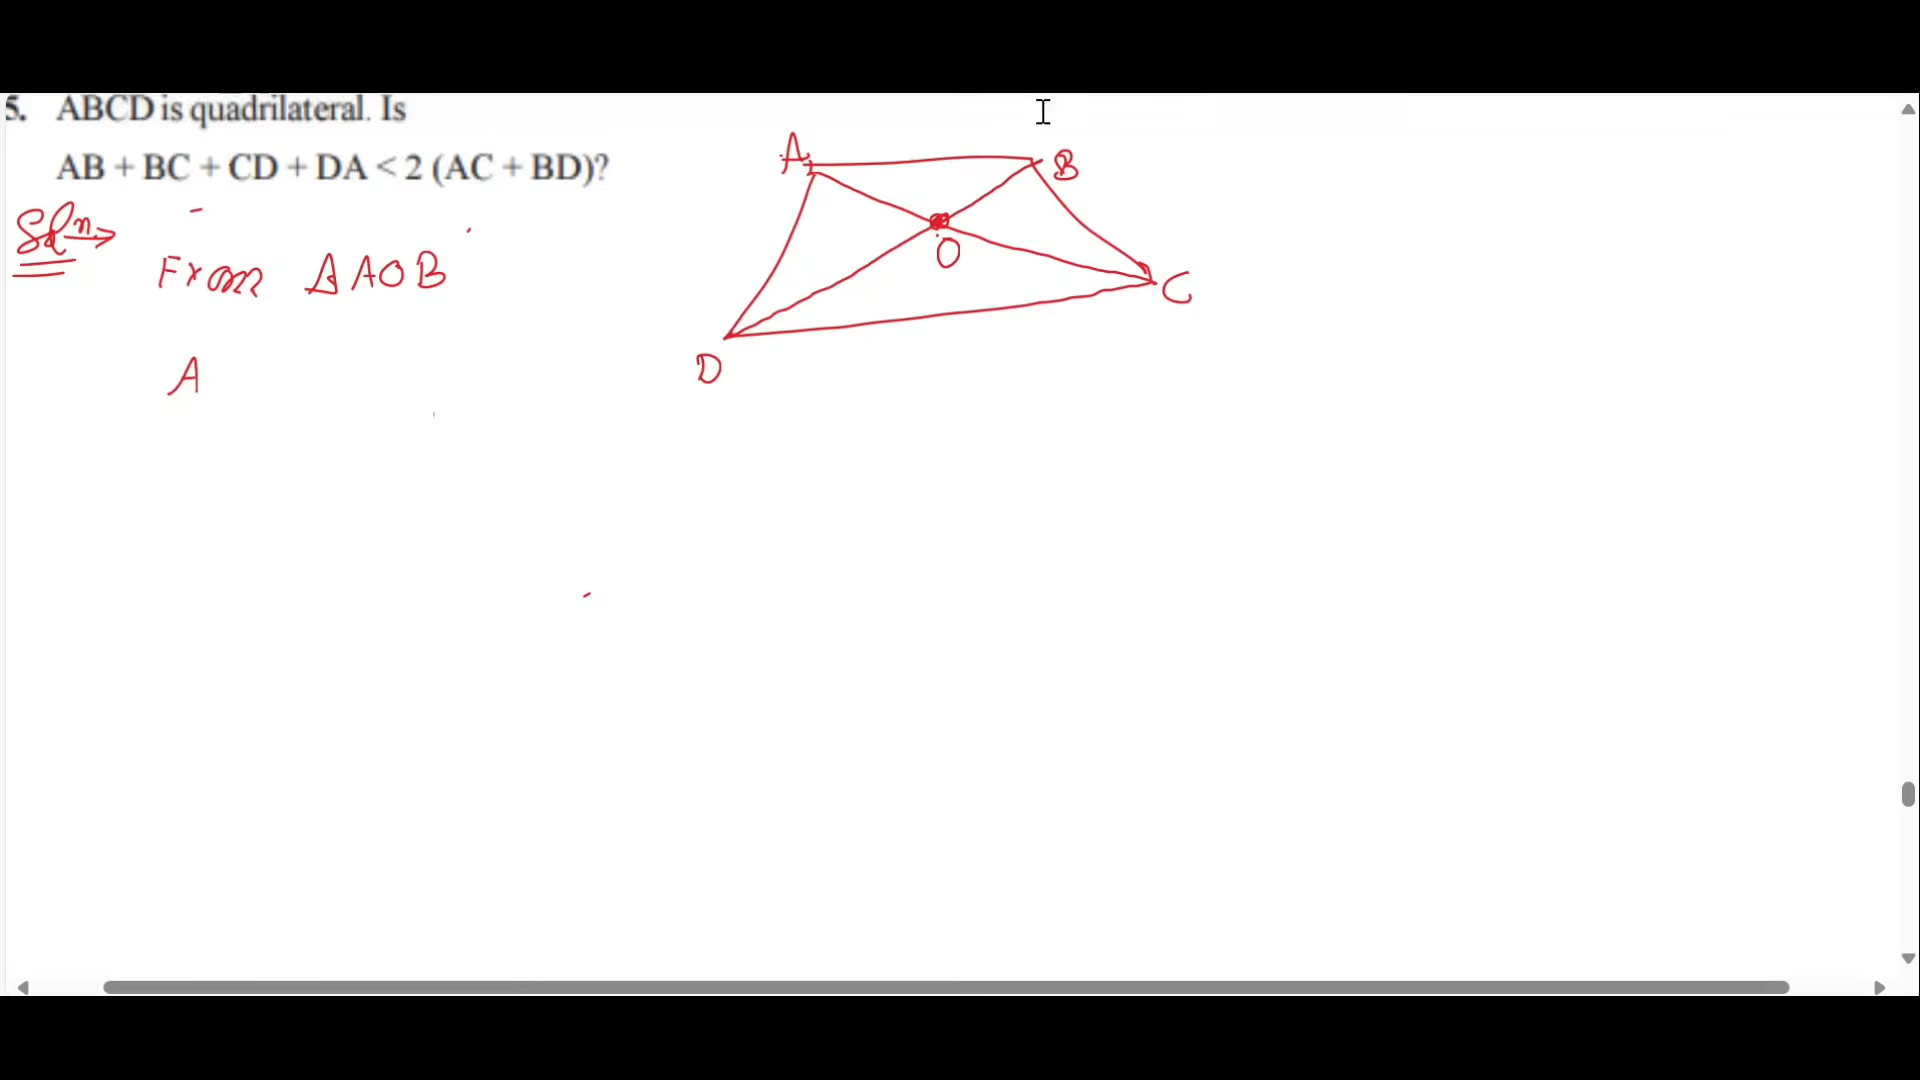 5. ABCD is quadrilateral. Is
AB + BC + CD + DA < 2 (AC + BD)?
Solⁿ→
From ΔAOB
A
A
B
O
C
D